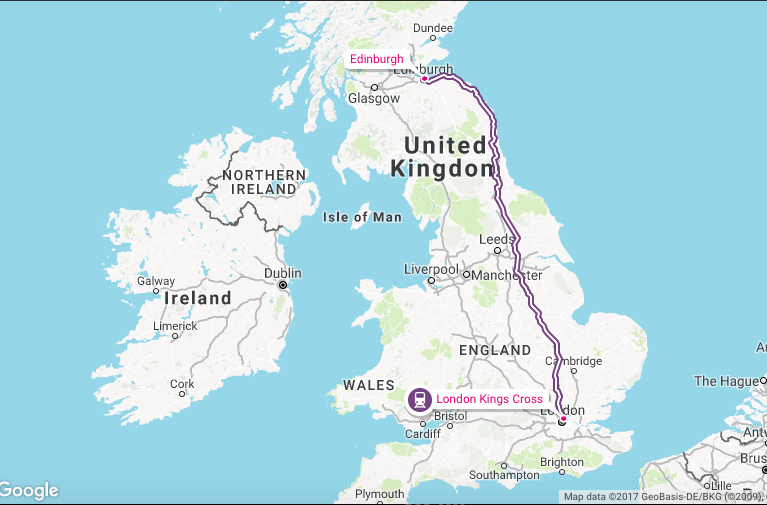 Dundee
Edinburgh
Edinburgh
Glasgow
United
Kingdom
NORTHERN
IRELAND
Isle of Man
Leeds
Liverpool
Manchester
Dublin
Galway
Ireland
Limerick
Cork
ENGLAND
Cambridge
The Hague
WALES
London Kings Cross
London
Bristol
Cardiff
Antw
Brus
Brighton
Southampton
Lille
Plymouth
Google
Map data ©2017 GeoBasis-DE/BKG (©2009),